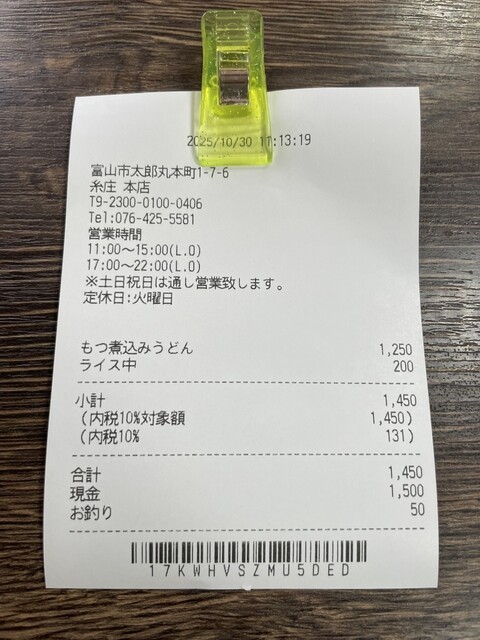 2025/10/30 11:13:19
富山市太郎丸本町1-7-6
糸庄 本店
T9-2300-0100-0406
Tel:076-425-5581
営業時間
11:00〜15:00(L.O)
17:00〜22:00(L.O)
※土日祝日は通し営業致します。
定休日:火曜日
もつ煮込みうどん 1,250
ライス中 200
小計 1,450
(内税10%対象額 1,450)
(内税10% 131)
合計 1,450
現金 1,500
お釣り 50
17KWHVSZMU5DED